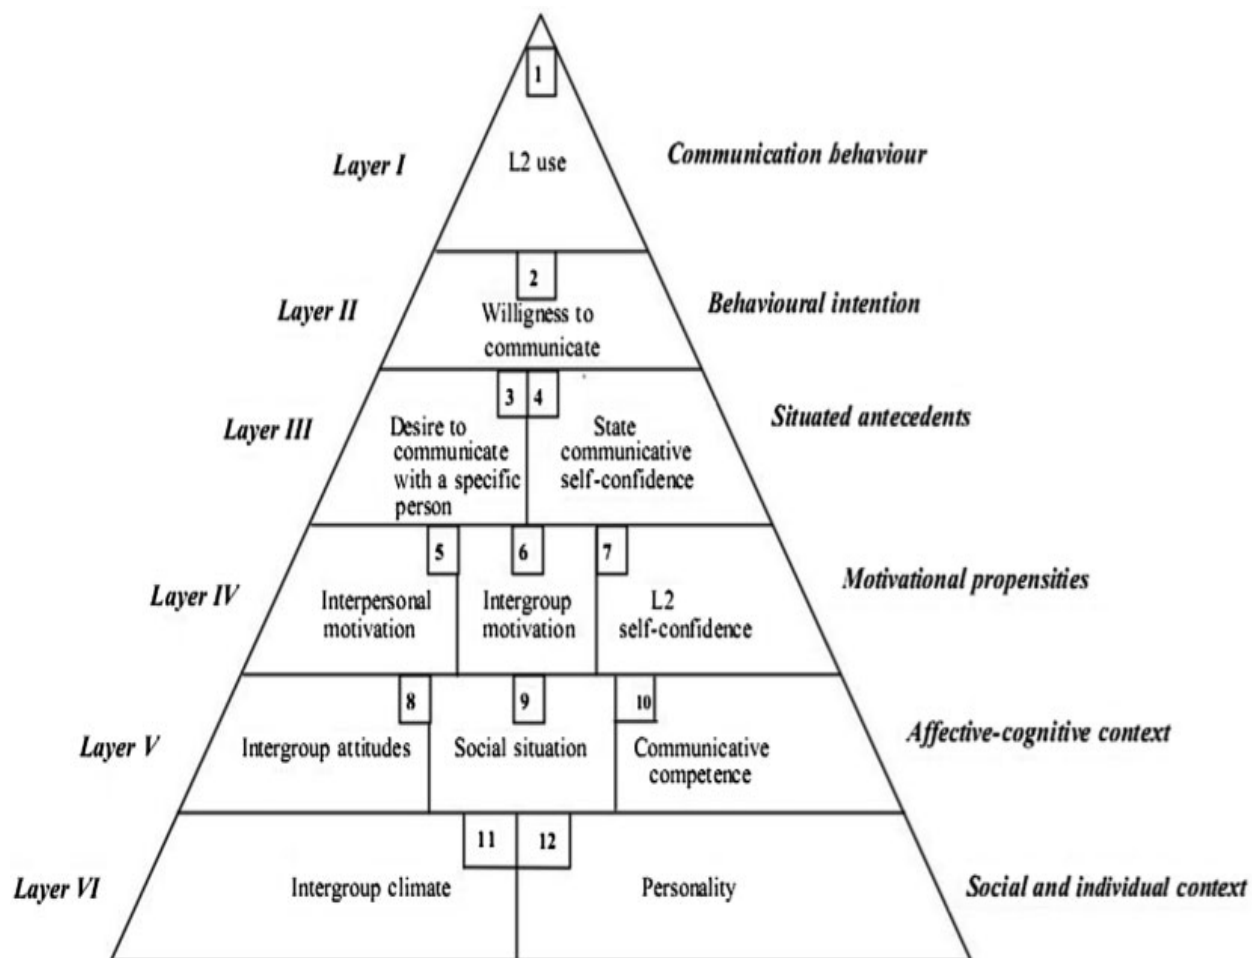 1
Layer I
L2 use
Communication behaviour
2
Layer II
Willigness to
communicate
Behavioural intention
3 4
Layer III
Desire to
communicate
with a specific
person
State
communicative
self-confidence
Situated antecedents
5 6 7
Layer IV
Interpersonal
motivation
Intergroup
motivation
L2
self-confidence
Motivational propensities
8 9 10
Layer V
Intergroup attitudes
Social situation
Communicative
competence
Affective-cognitive context
11 12
Layer VI
Intergroup climate
Personality
Social and individual context